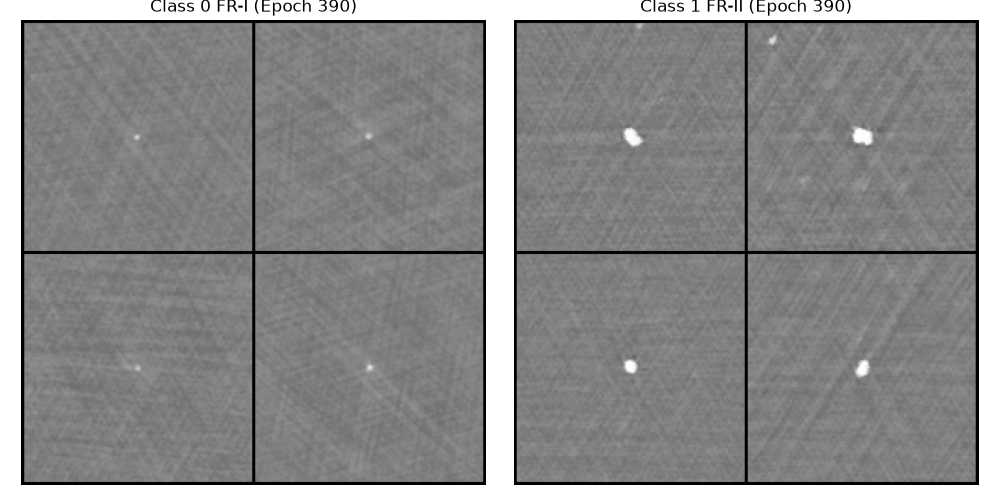 Class 0 FR-I (Epoch 390)
Class 1 FR-II (Epoch 390)